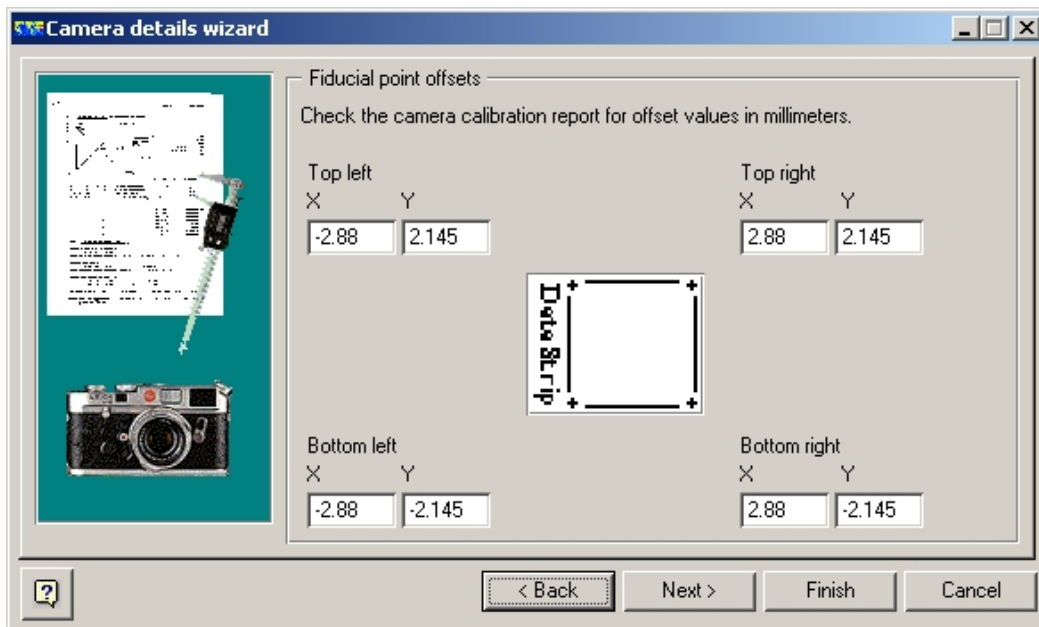 Camera details wizard
Fiducial point offsets
Check the camera calibration report for offset values in millimeters.
Top left
X Y
-2.88 2.145
Top right
X Y
2.88 2.145
Data Strip
Bottom left
X Y
-2.88 -2.145
Bottom right
X Y
2.88 -2.145
< Back
Next >
Finish
Cancel